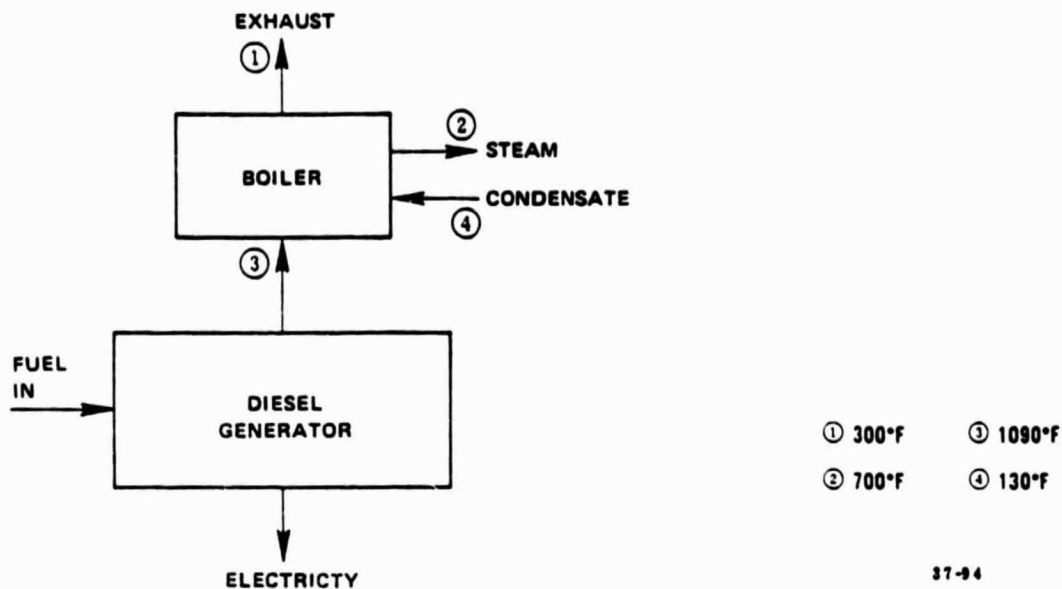 EXHAUST
①
②
STEAM
BOILER
CONDENSATE
④
③
FUEL
IN
DIESEL
GENERATOR
① 300°F ③ 1090°F
② 700°F ④ 130°F
ELECTRICTY
37-94